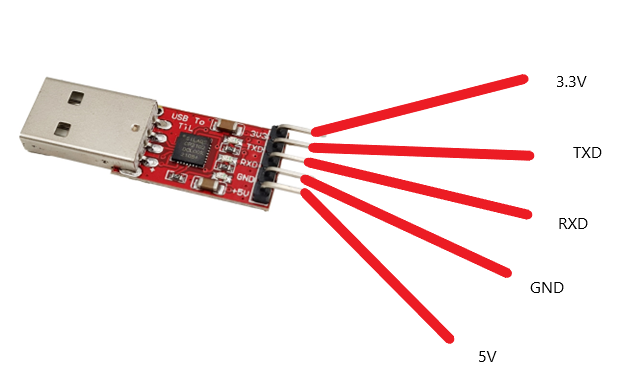 USB To
TTL
3V3
TXD
RXD
GND
+5V
3.3V
TXD
RXD
GND
5V